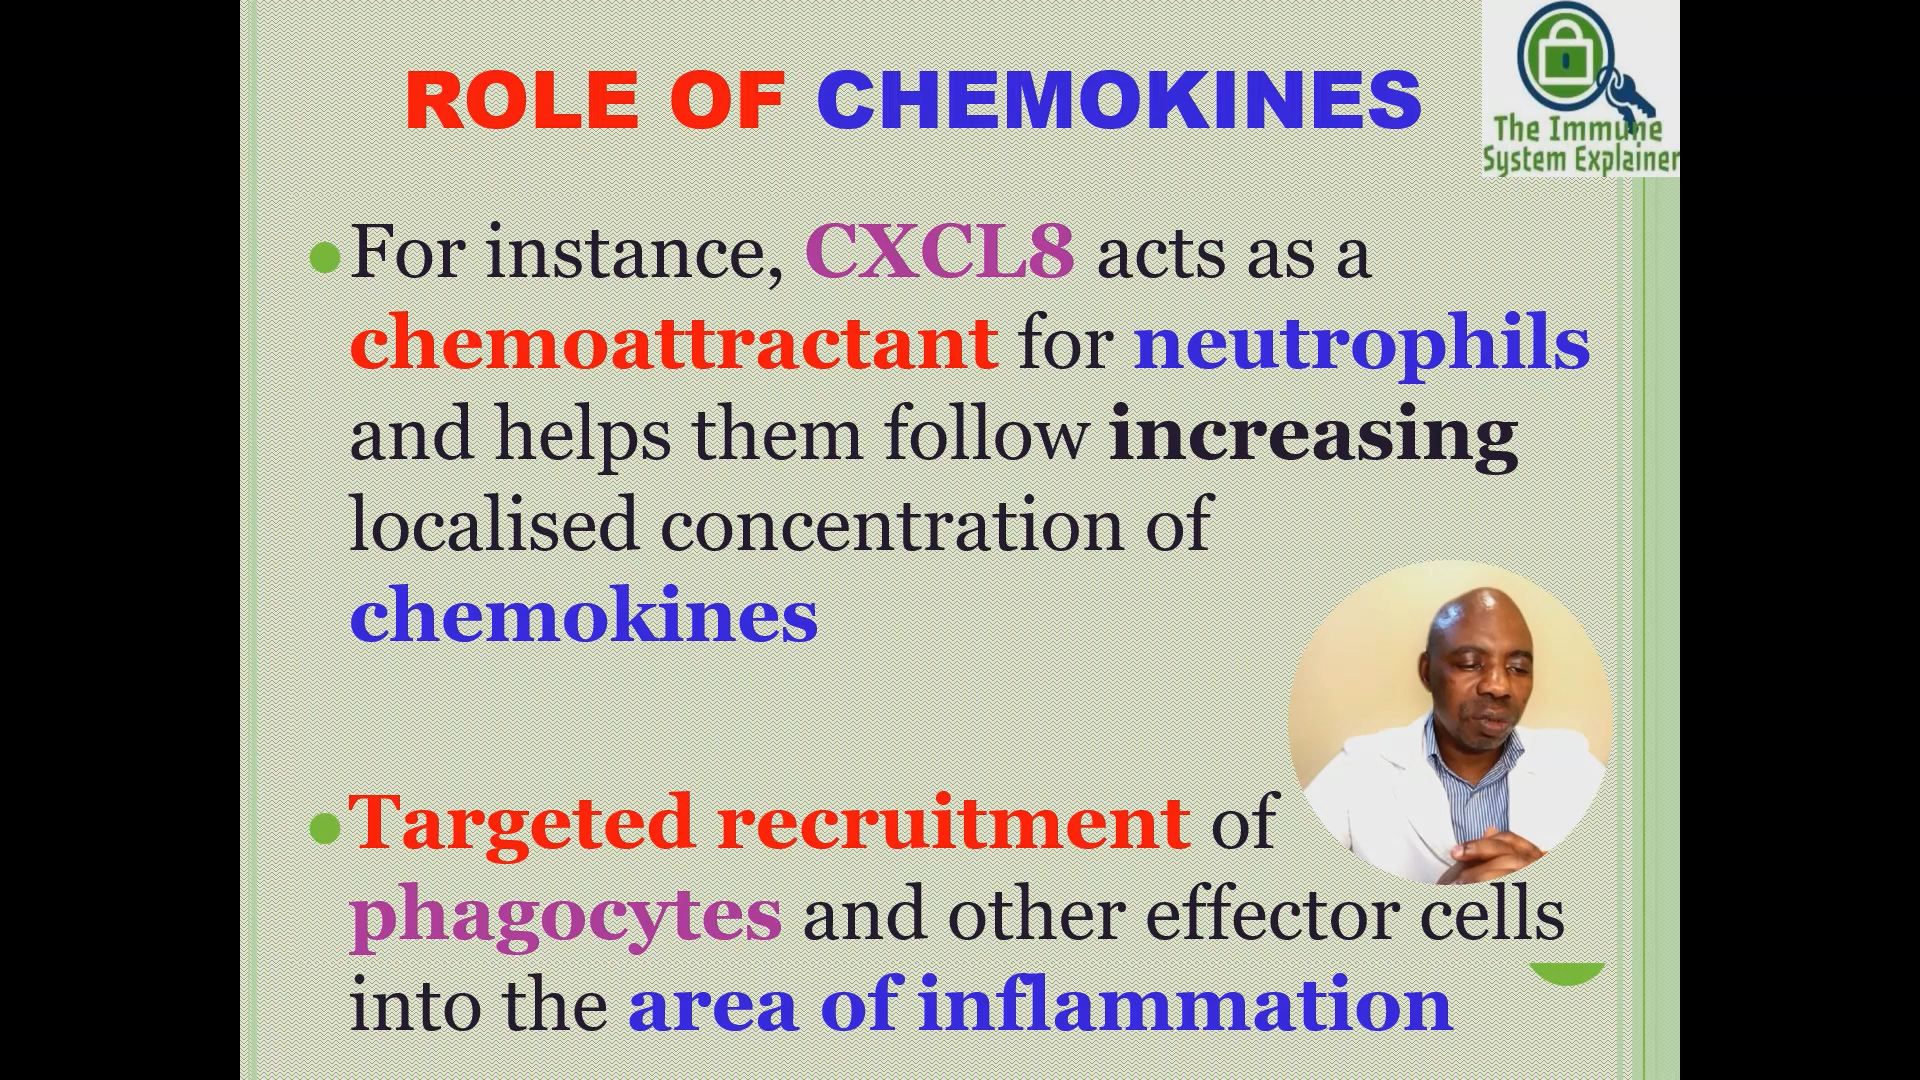 ROLE OF CHEMOKINES
The Immune
System Explainer
For instance, CXCL8 acts as a
chemoattractant for neutrophils
and helps them follow increasing
localised concentration of
chemokines
Targeted recruitment of
phagocytes and other effector cells
into the area of inflammation